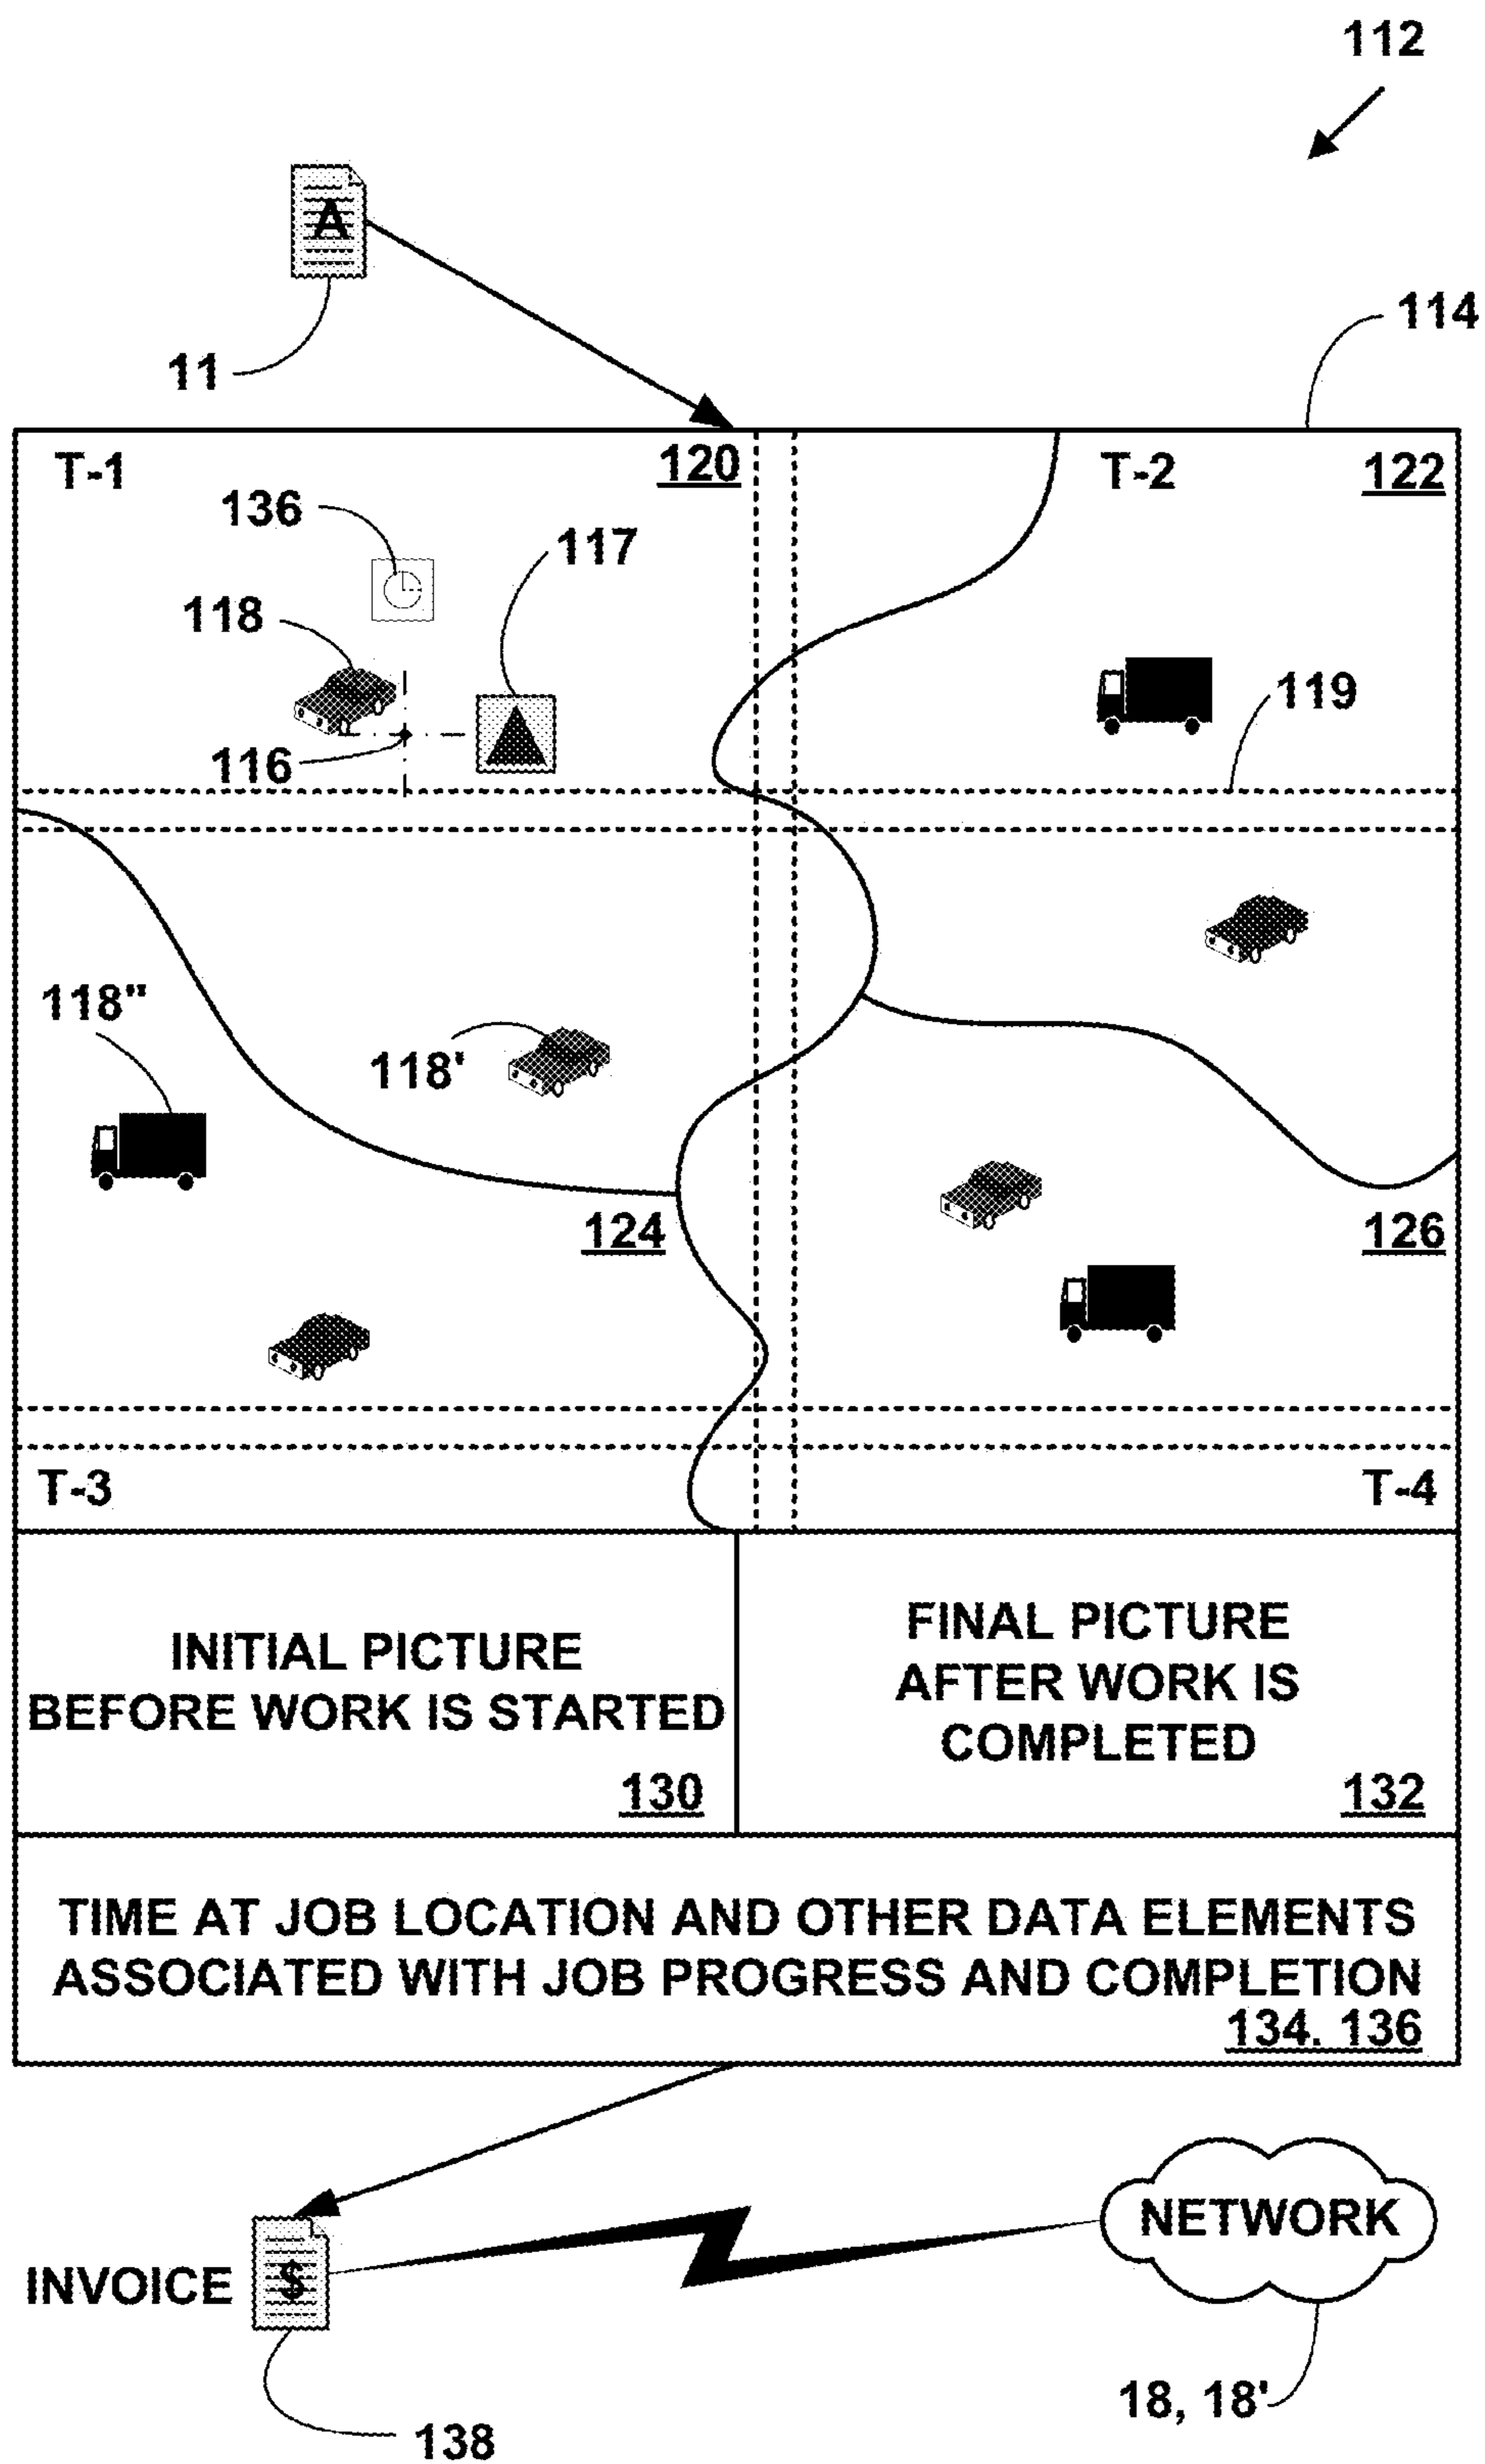 112
A
11
114
T-1
120
T-2
122
136
117
118
119
116
118"
118'
124
126
T-3
T-4
INITIAL PICTURE
BEFORE WORK IS STARTED
130
FINAL PICTURE
AFTER WORK IS
COMPLETED
132
TIME AT JOB LOCATION AND OTHER DATA ELEMENTS
ASSOCIATED WITH JOB PROGRESS AND COMPLETION
134. 136
NETWORK
INVOICE
$
18, 18'
138